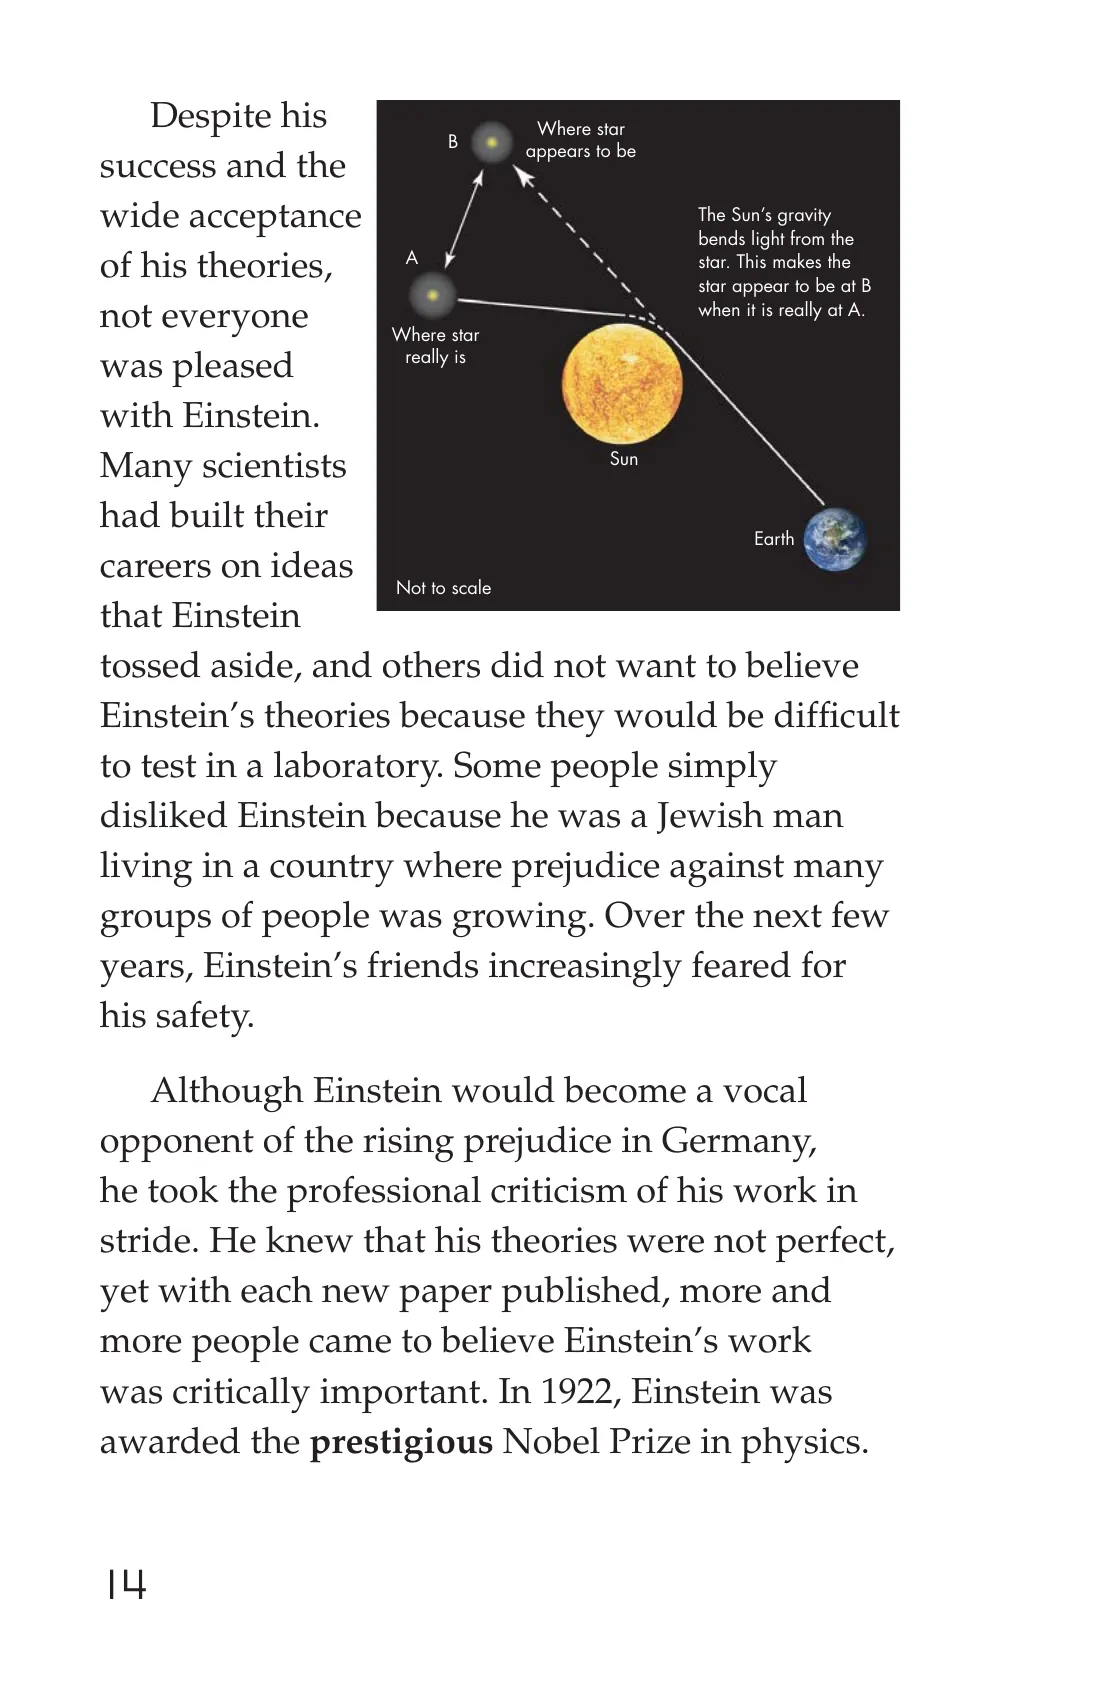 Despite his
success and the
wide acceptance
of his theories,
not everyone
was pleased
with Einstein.
Many scientists
had built their
careers on ideas
that Einstein
B
Where star
appears to be
The Sun’s gravity
bends light from the
star. This makes the
star appear to be at B
when it is really at A.
A
Where star
really is
Sun
Earth
Not to scale
tossed aside, and others did not want to believe
Einstein’s theories because they would be difficult
to test in a laboratory. Some people simply
disliked Einstein because he was a Jewish man
living in a country where prejudice against many
groups of people was growing. Over the next few
years, Einstein’s friends increasingly feared for
his safety.
Although Einstein would become a vocal
opponent of the rising prejudice in Germany,
he took the professional criticism of his work in
stride. He knew that his theories were not perfect,
yet with each new paper published, more and
more people came to believe Einstein’s work
was critically important. In 1922, Einstein was
awarded the prestigious Nobel Prize in physics.
14